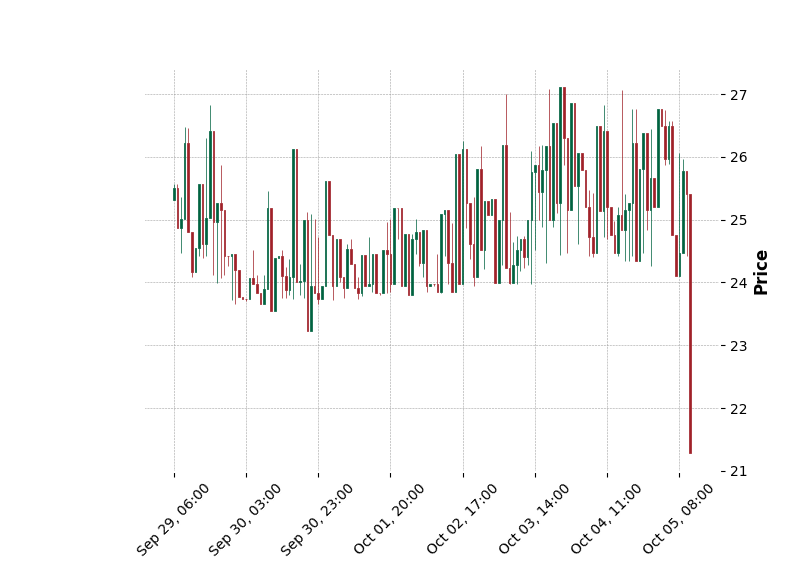 27
26
25
24
23
22
21
Price
Sep 29, 06:00
Sep 30, 03:00
Sep 30, 23:00
Oct 01, 20:00
Oct 02, 17:00
Oct 03, 14:00
Oct 04, 11:00
Oct 05, 08:00